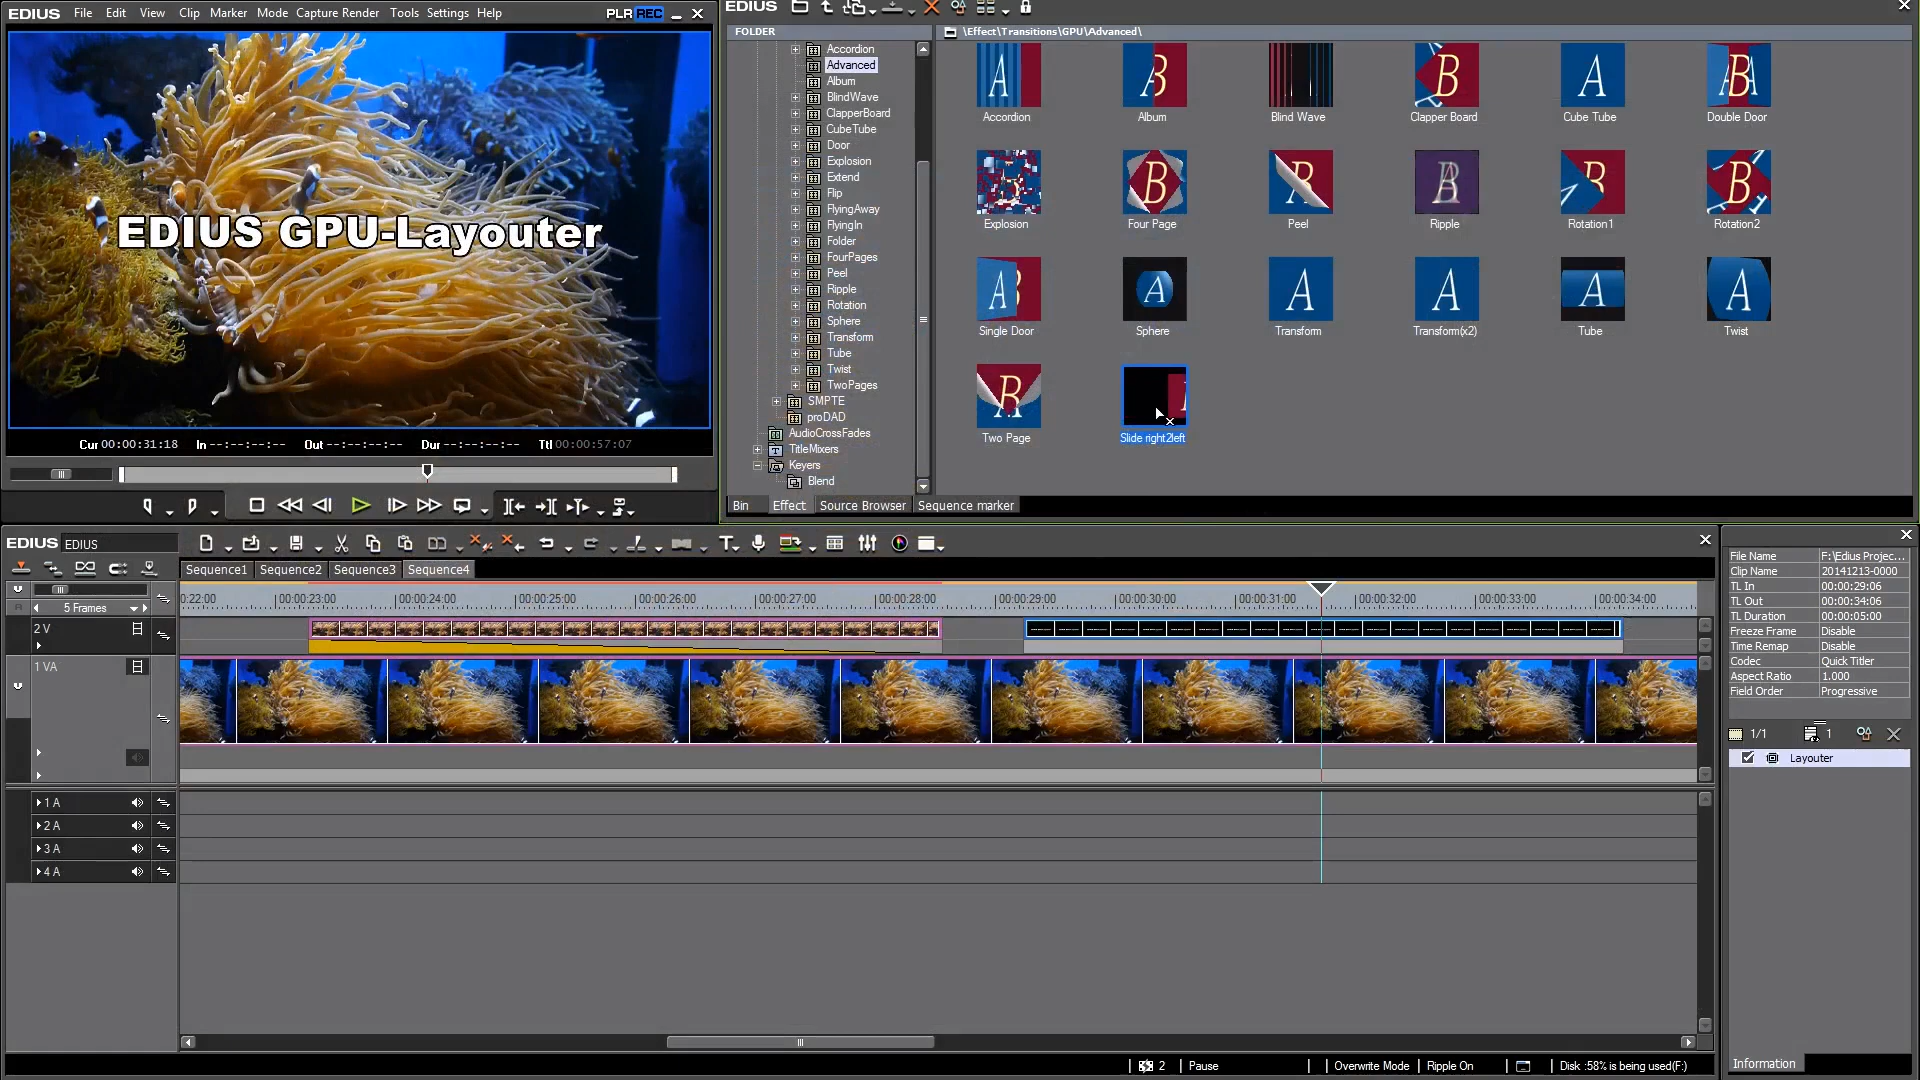 EDIUS File Edit View Clip Marker Mode Capture Render Tools Settings Help PLR REC
EDIUS GPU-Layouter
Cur 00:00:31:18 In --:--:--:-- Out --:--:--:-- Dur --:--:--:-- Ttl 00:00:57:07
EDIUS
FOLDER
Accordion
Advanced
Album
BlindWave
ClapperBoard
CubeTube
Door
Explosion
Extend
Flip
FlyingAway
FlyingIn
Folder
FourPages
Peel
Ripple
Rotation
Sphere
Transform
Tube
Twist
TwoPages
SMPTE
proDAD
AudioCrossFades
TitleMixers
Keyers
Blend
\Effect\Transitions\GPU\Advanced\
Accordion Album Blind Wave Clapper Board Cube Tube Double Door
Explosion Four Page Peel Ripple Rotation1 Rotation2
Single Door Sphere Transform Transform(x2) Tube Twist
Two Page Slide right2left
Bin Effect Source Browser Sequence marker
EDIUS EDIUS
Sequence1 Sequence2 Sequence3 Sequence4
5 Frames
0:22:00 00:00:23:00 00:00:24:00 00:00:25:00 00:00:26:00 00:00:27:00 00:00:28:00 00:00:29:00 00:00:30:00 00:00:31:00 00:00:32:00 00:00:33:00 00:00:34:00
2 V
1 VA
1 A
2 A
3 A
4 A
File Name F:\Edius Projec...
Clip Name 20141213-0000
TL In 00:00:29:06
TL Out 00:00:34:06
TL Duration 00:00:05:00
Freeze Frame Disable
Time Remap Disable
Codec Quick Titler
Aspect Ratio 1.000
Field Order Progressive
1/1 1
Layouter
Information
2 Pause Overwrite Mode Ripple On Disk :58% is being used(F:)